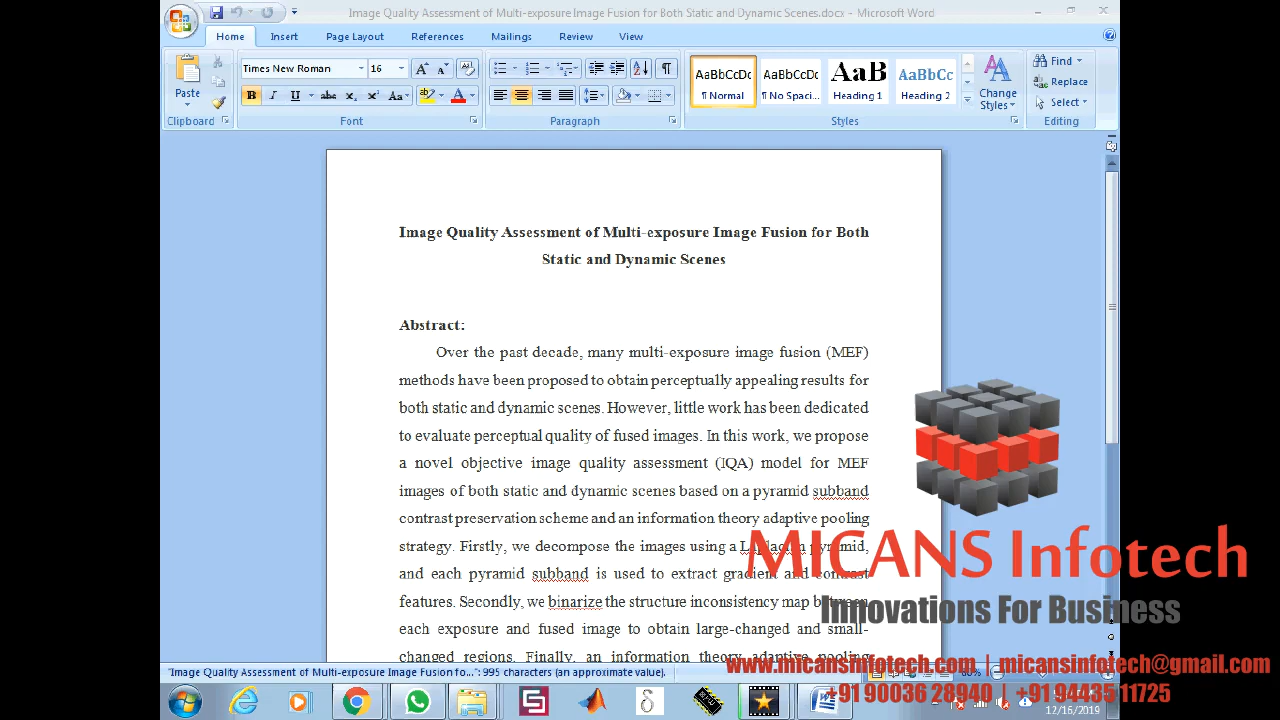 Image Quality Assessment of Multi-exposure Image Fusion for Both Static and Dynamic Scenes.docx - Microsoft Word
Home Insert Page Layout References Mailings Review View
Times New Roman 16
Paste
AaBbCcDc AaBbCcDc AaB AaBbCc
¶ Normal ¶ No Spaci... Heading 1 Heading 2
Change Styles
Find
Replace
Select
Clipboard Font Paragraph Styles Editing
Image Quality Assessment of Multi-exposure Image Fusion for Both
Static and Dynamic Scenes
Abstract:
Over the past decade, many multi-exposure image fusion (MEF)
methods have been proposed to obtain perceptually appealing results for
both static and dynamic scenes. However, little work has been dedicated
to evaluate perceptual quality of fused images. In this work, we propose
a novel objective image quality assessment (IQA) model for MEF
images of both static and dynamic scenes based on a pyramid subband
contrast preservation scheme and an information theory adaptive pooling
strategy. Firstly, we decompose the images using a Laplacian pyramid,
and each pyramid subband is used to extract gradient and contrast
features. Secondly, we binarize the structure inconsistency map between
each exposure and fused image to obtain large-changed and small-
changed regions. Finally, an information theory adaptive pooling
MICANS Infotech
Innovations For Business
www.micansinfotech.com | micansinfotech@gmail.com
+91 90036 28940 | +91 94435 11725
"Image Quality Assessment of Multi-exposure Image Fusion fo...": 995 characters (an approximate value).
12/16/2019